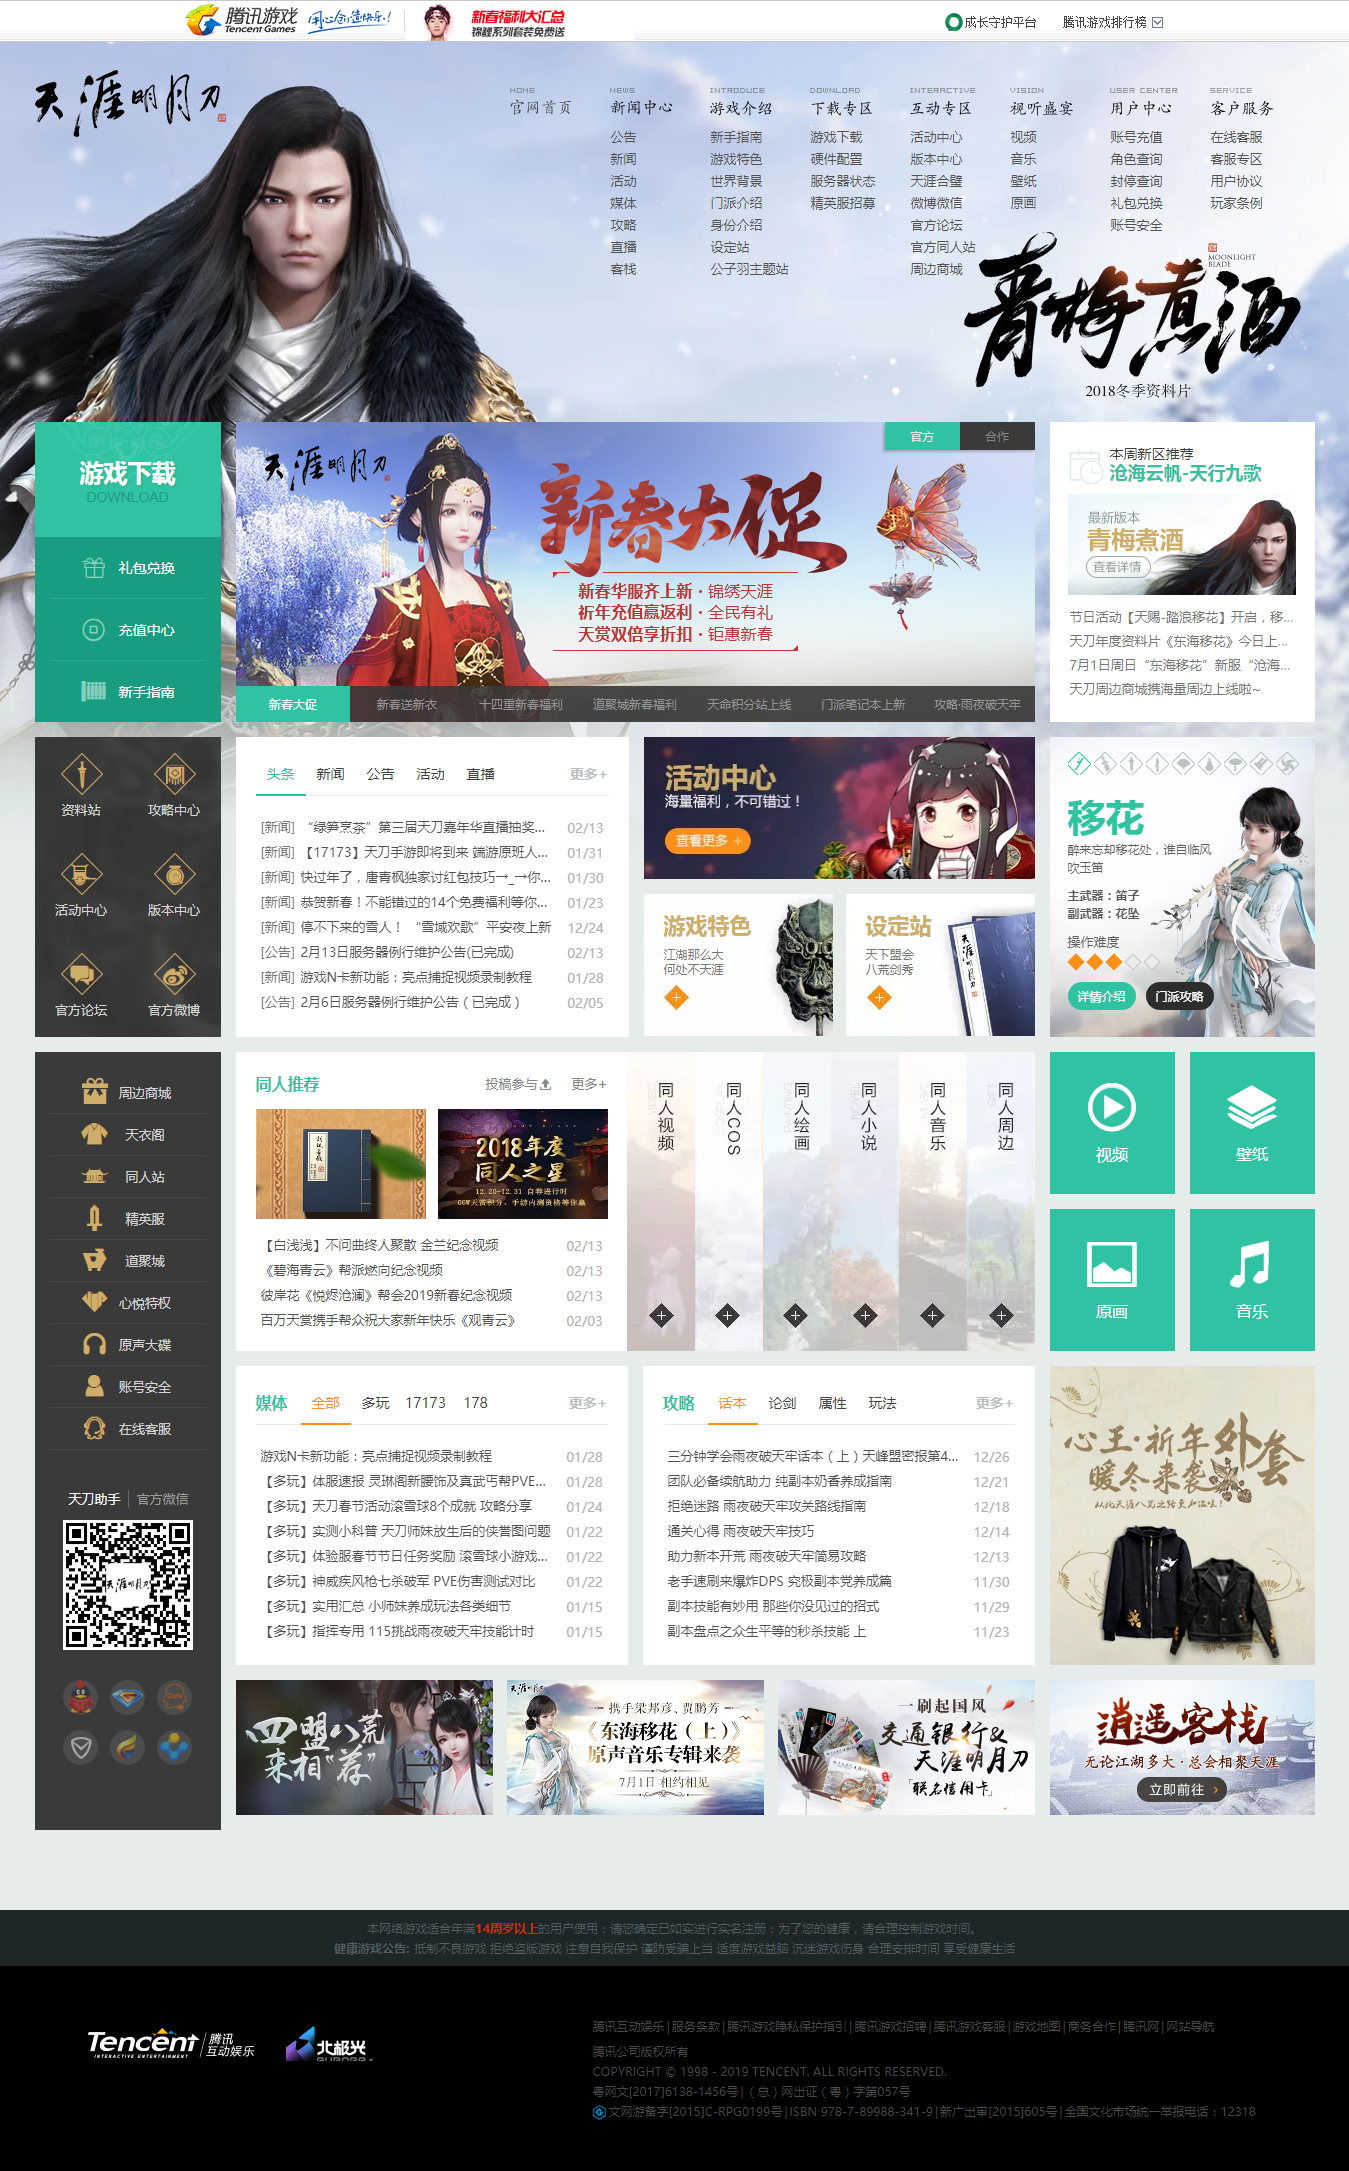 腾讯游戏
Tencent Games
用心创造快乐!
新春福利大汇总
锦鲤系列套装免费送
成长守护平台
腾讯游戏排行榜
天涯明月刀
HOME
官网首页
NEWS
新闻中心
公告
新闻
活动
媒体
攻略
直播
客栈
INTRODUCE
游戏介绍
新手指南
游戏特色
世界背景
门派介绍
身份介绍
设定站
公子羽主题站
DOWNLOAD
下载专区
游戏下载
硬件配置
服务器状态
精英服招募
INTERACTIVE
互动专区
活动中心
版本中心
天涯合璧
微博微信
官方论坛
官方同人站
周边商城
VISION
视听盛宴
视频
音乐
壁纸
原画
USER CENTER
用户中心
账号充值
角色查询
封停查询
礼包兑换
账号安全
SERVICE
客户服务
在线客服
客服专区
用户协议
玩家条例
MOONLIGHT
BLADE
青梅煮酒
2018冬季资料片
游戏下载
DOWNLOAD
礼包兑换
充值中心
新手指南
官方
合作
天涯明月刀
新春大促
新春华服齐上新·锦绣天涯
祈年充值赢返利·全民有礼
天赏双倍享折扣·钜惠新春
新春大促
新春送新衣
十四重新春福利
道聚城新春福利
天命积分站上线
门派笔记本上新
攻略·雨夜破天牢
本周新区推荐
沧海云帆-天行九歌
最新版本
青梅煮酒
查看详情
节日活动【天赐-踏浪移花】开启，移...
天刀年度资料片《东海移花》今日上...
7月1日周日“东海移花”新服“沧海...
天刀周边商城携海量周边上线啦~
资料站
攻略中心
活动中心
版本中心
官方论坛
官方微博
头条 新闻 公告 活动 直播 更多+
[新闻] “绿笋烹茶”第三届天刀嘉年华直播抽奖... 02/13
[新闻] 【17173】天刀手游即将到来 端游原班人... 01/31
[新闻] 快过年了，唐青枫独家讨红包技巧→_→你... 01/30
[新闻] 恭贺新春！不能错过的14个免费福利等你... 01/23
[新闻] 停不下来的雪人！“雪域欢歌”平安夜上新 12/24
[公告] 2月13日服务器例行维护公告(已完成) 02/13
[新闻] 游戏N卡新功能：亮点捕捉视频录制教程 01/28
[公告] 2月6日服务器例行维护公告（已完成） 02/05
活动中心
海量福利，不可错过！
查看更多 +
游戏特色
江湖那么大
何处不天涯
设定站
天下盟会
八荒剑秀
天涯明月刀
移花
醉来忘却移花处，谁自临风
吹玉笛
主武器：笛子
副武器：花坠
操作难度
详情介绍
门派攻略
周边商城
天衣阁
同人站
精英服
道聚城
心悦特权
原声大碟
账号安全
在线客服
天刀助手
官方微信
天涯明月刀
同人推荐
投稿参与
更多+
2018年度
同人之星
12.20-12.31 自荐进行时
【白浅浅】不问曲终人聚散 金兰纪念视频 02/13
《碧海青云》帮派燃向纪念视频 02/13
彼岸花《悦烬沧澜》帮会2019新春纪念视频 02/13
百万天赏携手帮众祝大家新年快乐《观青云》 02/03
同人视频
同人COS
同人绘画
同人小说
同人音乐
同人周边
视频
壁纸
原画
音乐
媒体 全部 多玩 17173 178 更多+
游戏N卡新功能：亮点捕捉视频录制教程 01/28
【多玩】体服速报 灵琳阁新腰饰及真武丐帮PVE... 01/28
【多玩】天刀春节活动滚雪球8个成就 攻略分享 01/24
【多玩】实测小科普 天刀师妹放生后的侠誉图问题 01/22
【多玩】体验服春节节日任务奖励 滚雪球小游戏... 01/22
【多玩】神威疾风枪七杀破军 PVE伤害测试对比 01/22
【多玩】实用汇总 小师妹养成玩法各类细节 01/15
【多玩】指挥专用 115挑战雨夜破天牢技能计时 01/15
攻略 话本 论剑 属性 玩法 更多+
三分钟学会雨夜破天牢话本（上）天峰盟密报第4... 12/26
团队必备续航助力 纯副本奶香养成指南 12/21
拒绝迷路 雨夜破天牢攻关路线指南 12/18
通关心得 雨夜破天牢技巧 12/14
助力新本开荒 雨夜破天牢简易攻略 12/13
老手速刷来爆炸DPS 究极副本党养成篇 11/30
副本技能有妙用 那些你没见过的招式 11/29
副本盘点之众生平等的秒杀技能 上 11/23
心王·祈年外套
暖冬来袭
四盟八荒
来相“荐”
天涯明月刀
携手梁邦彦、贾鹏芳
《东海移花（上）》
原声音乐专辑来袭
7月1日 相约相见
一刷起国风
交通银行&
天涯明月刀
「联名信用卡」
逍遥客栈
无论江湖多大·总会相聚天涯
立即前往
本网络游戏适合年满14周岁以上的用户使用；请您确定已如实进行实名注册；为了您的健康，请合理控制游戏时间。
健康游戏公告: 抵制不良游戏 拒绝盗版游戏 注意自我保护 谨防受骗上当 适度游戏益脑 沉迷游戏伤身 合理安排时间 享受健康生活
Tencent 腾讯
INTERACTIVE ENTERTAINMENT 互动娱乐
北极光
AURORA
腾讯互动娱乐|服务条款|腾讯游戏隐私保护指引|腾讯游戏招聘|腾讯游戏客服|游戏地图|商务合作|腾讯网|网站导航
腾讯公司版权所有
COPYRIGHT © 1998 - 2019 TENCENT. ALL RIGHTS RESERVED.
粤网文[2017]6138-1456号|（总）网出证（粤）字第057号
文网游备字[2015]C-RPG0199号|ISBN 978-7-89988-341-9|新广出审[2015]605号|全国文化市场统一举报电话：12318